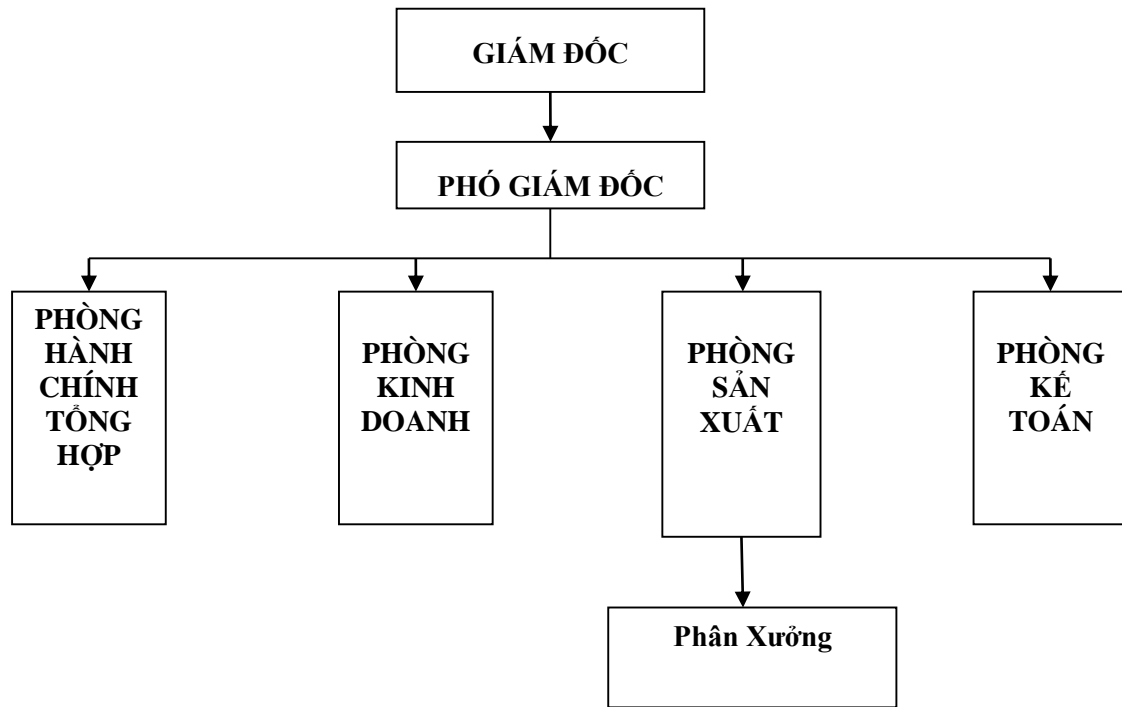 GIÁM ĐỐC
PHÓ GIÁM ĐỐC
PHÒNG
HÀNH
CHÍNH
TỔNG
HỢP
PHÒNG
KINH
DOANH
PHÒNG
SẢN
XUẤT
PHÒNG
KẾ
TOÁN
Phân Xưởng